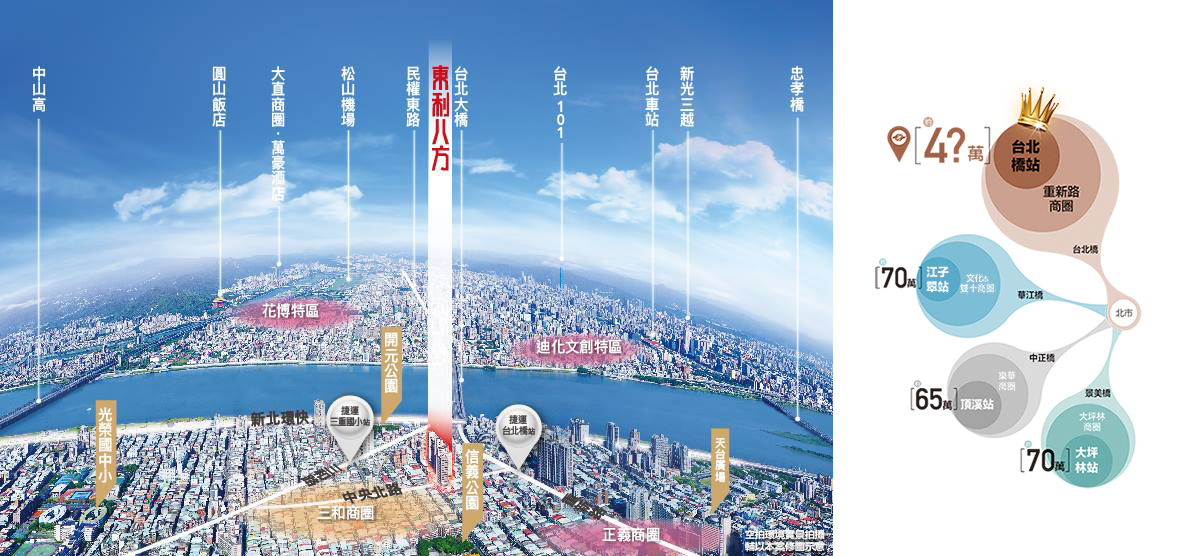 中山高
圓山飯店
大直商圈·萬豪酒店
松山機場
民權東路
東利八方
台北大橋
台北101
台北車站
新光三越
忠孝橋
花博特區
迪化文創特區
開元公園
光榮國中小
新北環快
捷運
三重國小站
捷運
台北橋站
信義公園
天台廣場
中央北路
三和商圈
正義商圈
空拍環境實景拍攝
輔以本案修圖示意
約
[4?萬]
台北
橋站
重新路
商圈
台北橋
約
[70萬]
江子
翠站
文化&
雙十商圈
華江橋
北市
中正橋
約
[65萬]
頂溪站
樂華
商圈
景美橋
約
[70萬]
大坪林
商圈
大坪
林站